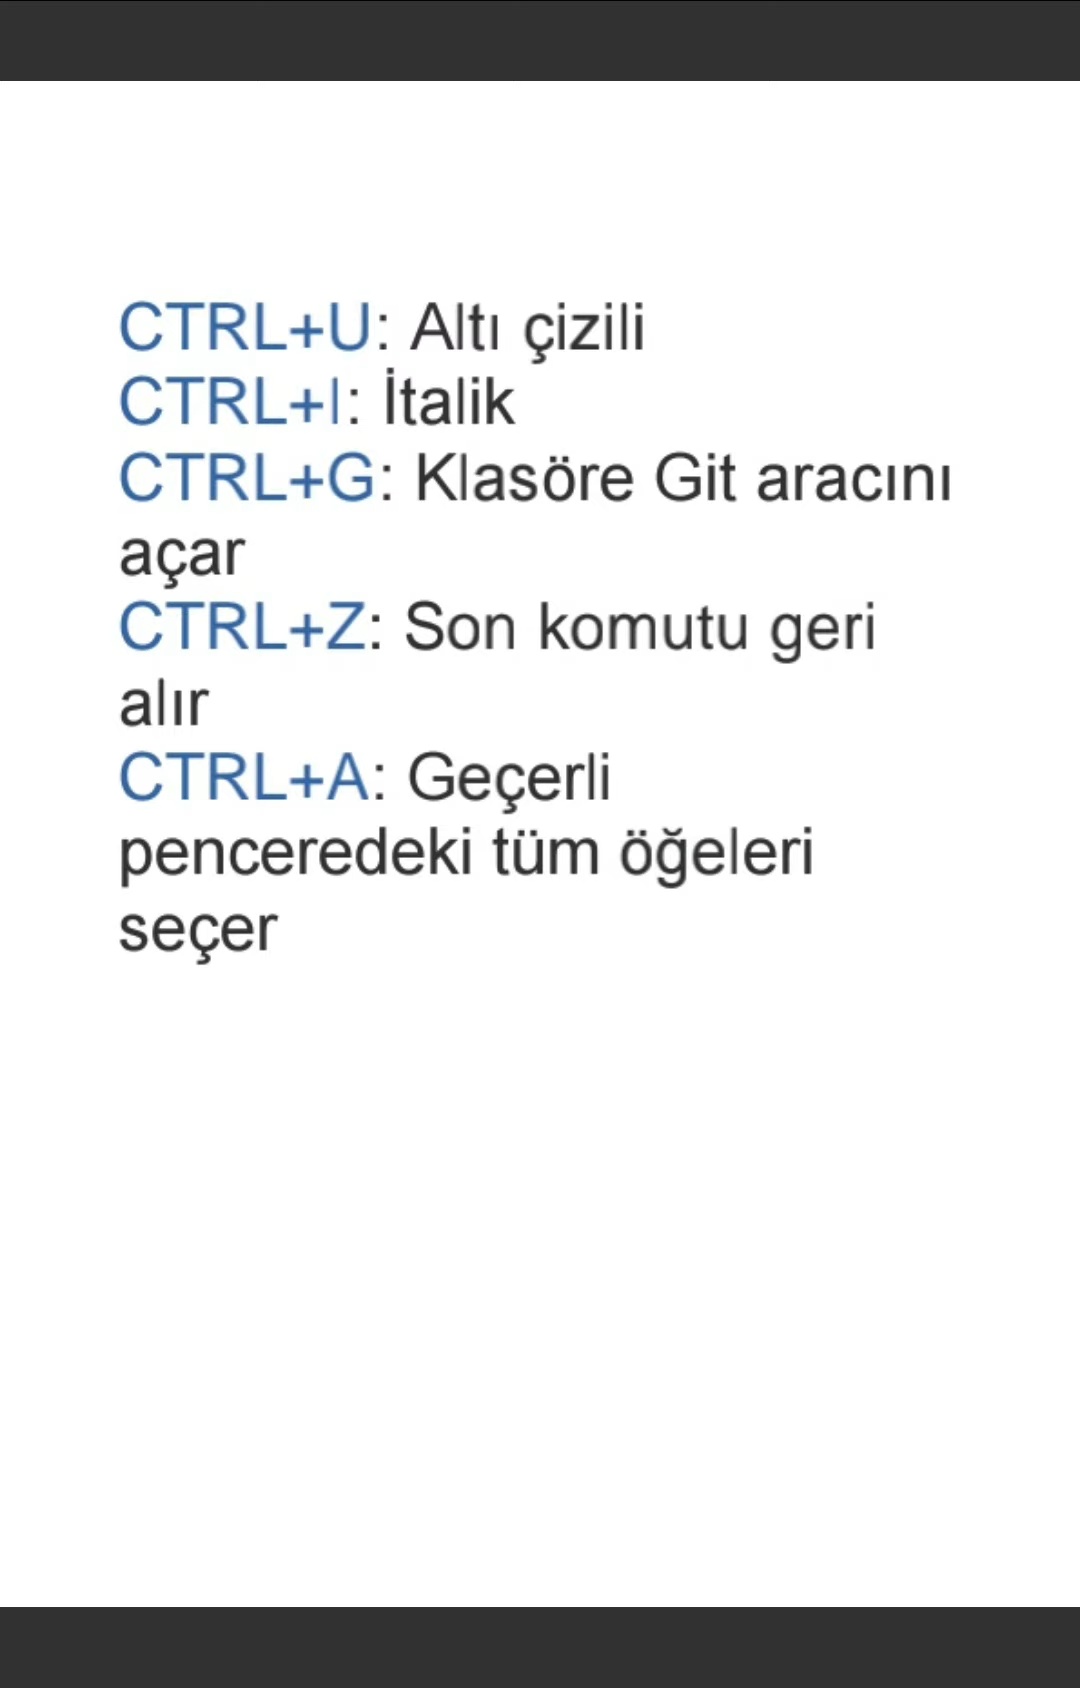 CTRL+U: Altı çizili
CTRL+I: İtalik
CTRL+G: Klasöre Git aracını
açar
CTRL+Z: Son komutu geri
alır
CTRL+A: Geçerli
penceredeki tüm öğeleri
seçer